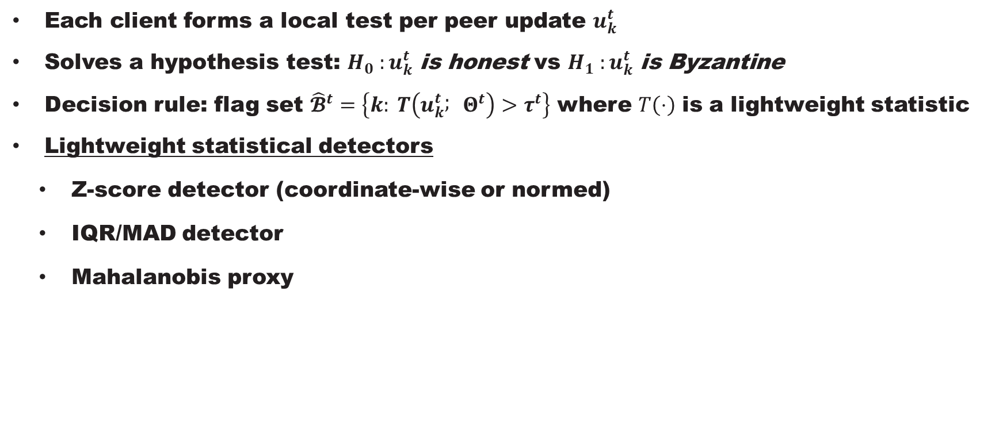 • Each client forms a local test per peer update $u_k^t$
• Solves a hypothesis test: $H_0 : u_k^t$ is honest vs $H_1 : u_k^t$ is Byzantine
• Decision rule: flag set $\widehat{\mathcal{B}}^t = \{k: T(u_k^t; \Theta^t) > \tau^t\}$ where $T(\cdot)$ is a lightweight statistic
• Lightweight statistical detectors
• Z-score detector (coordinate-wise or normed)
• IQR/MAD detector
• Mahalanobis proxy